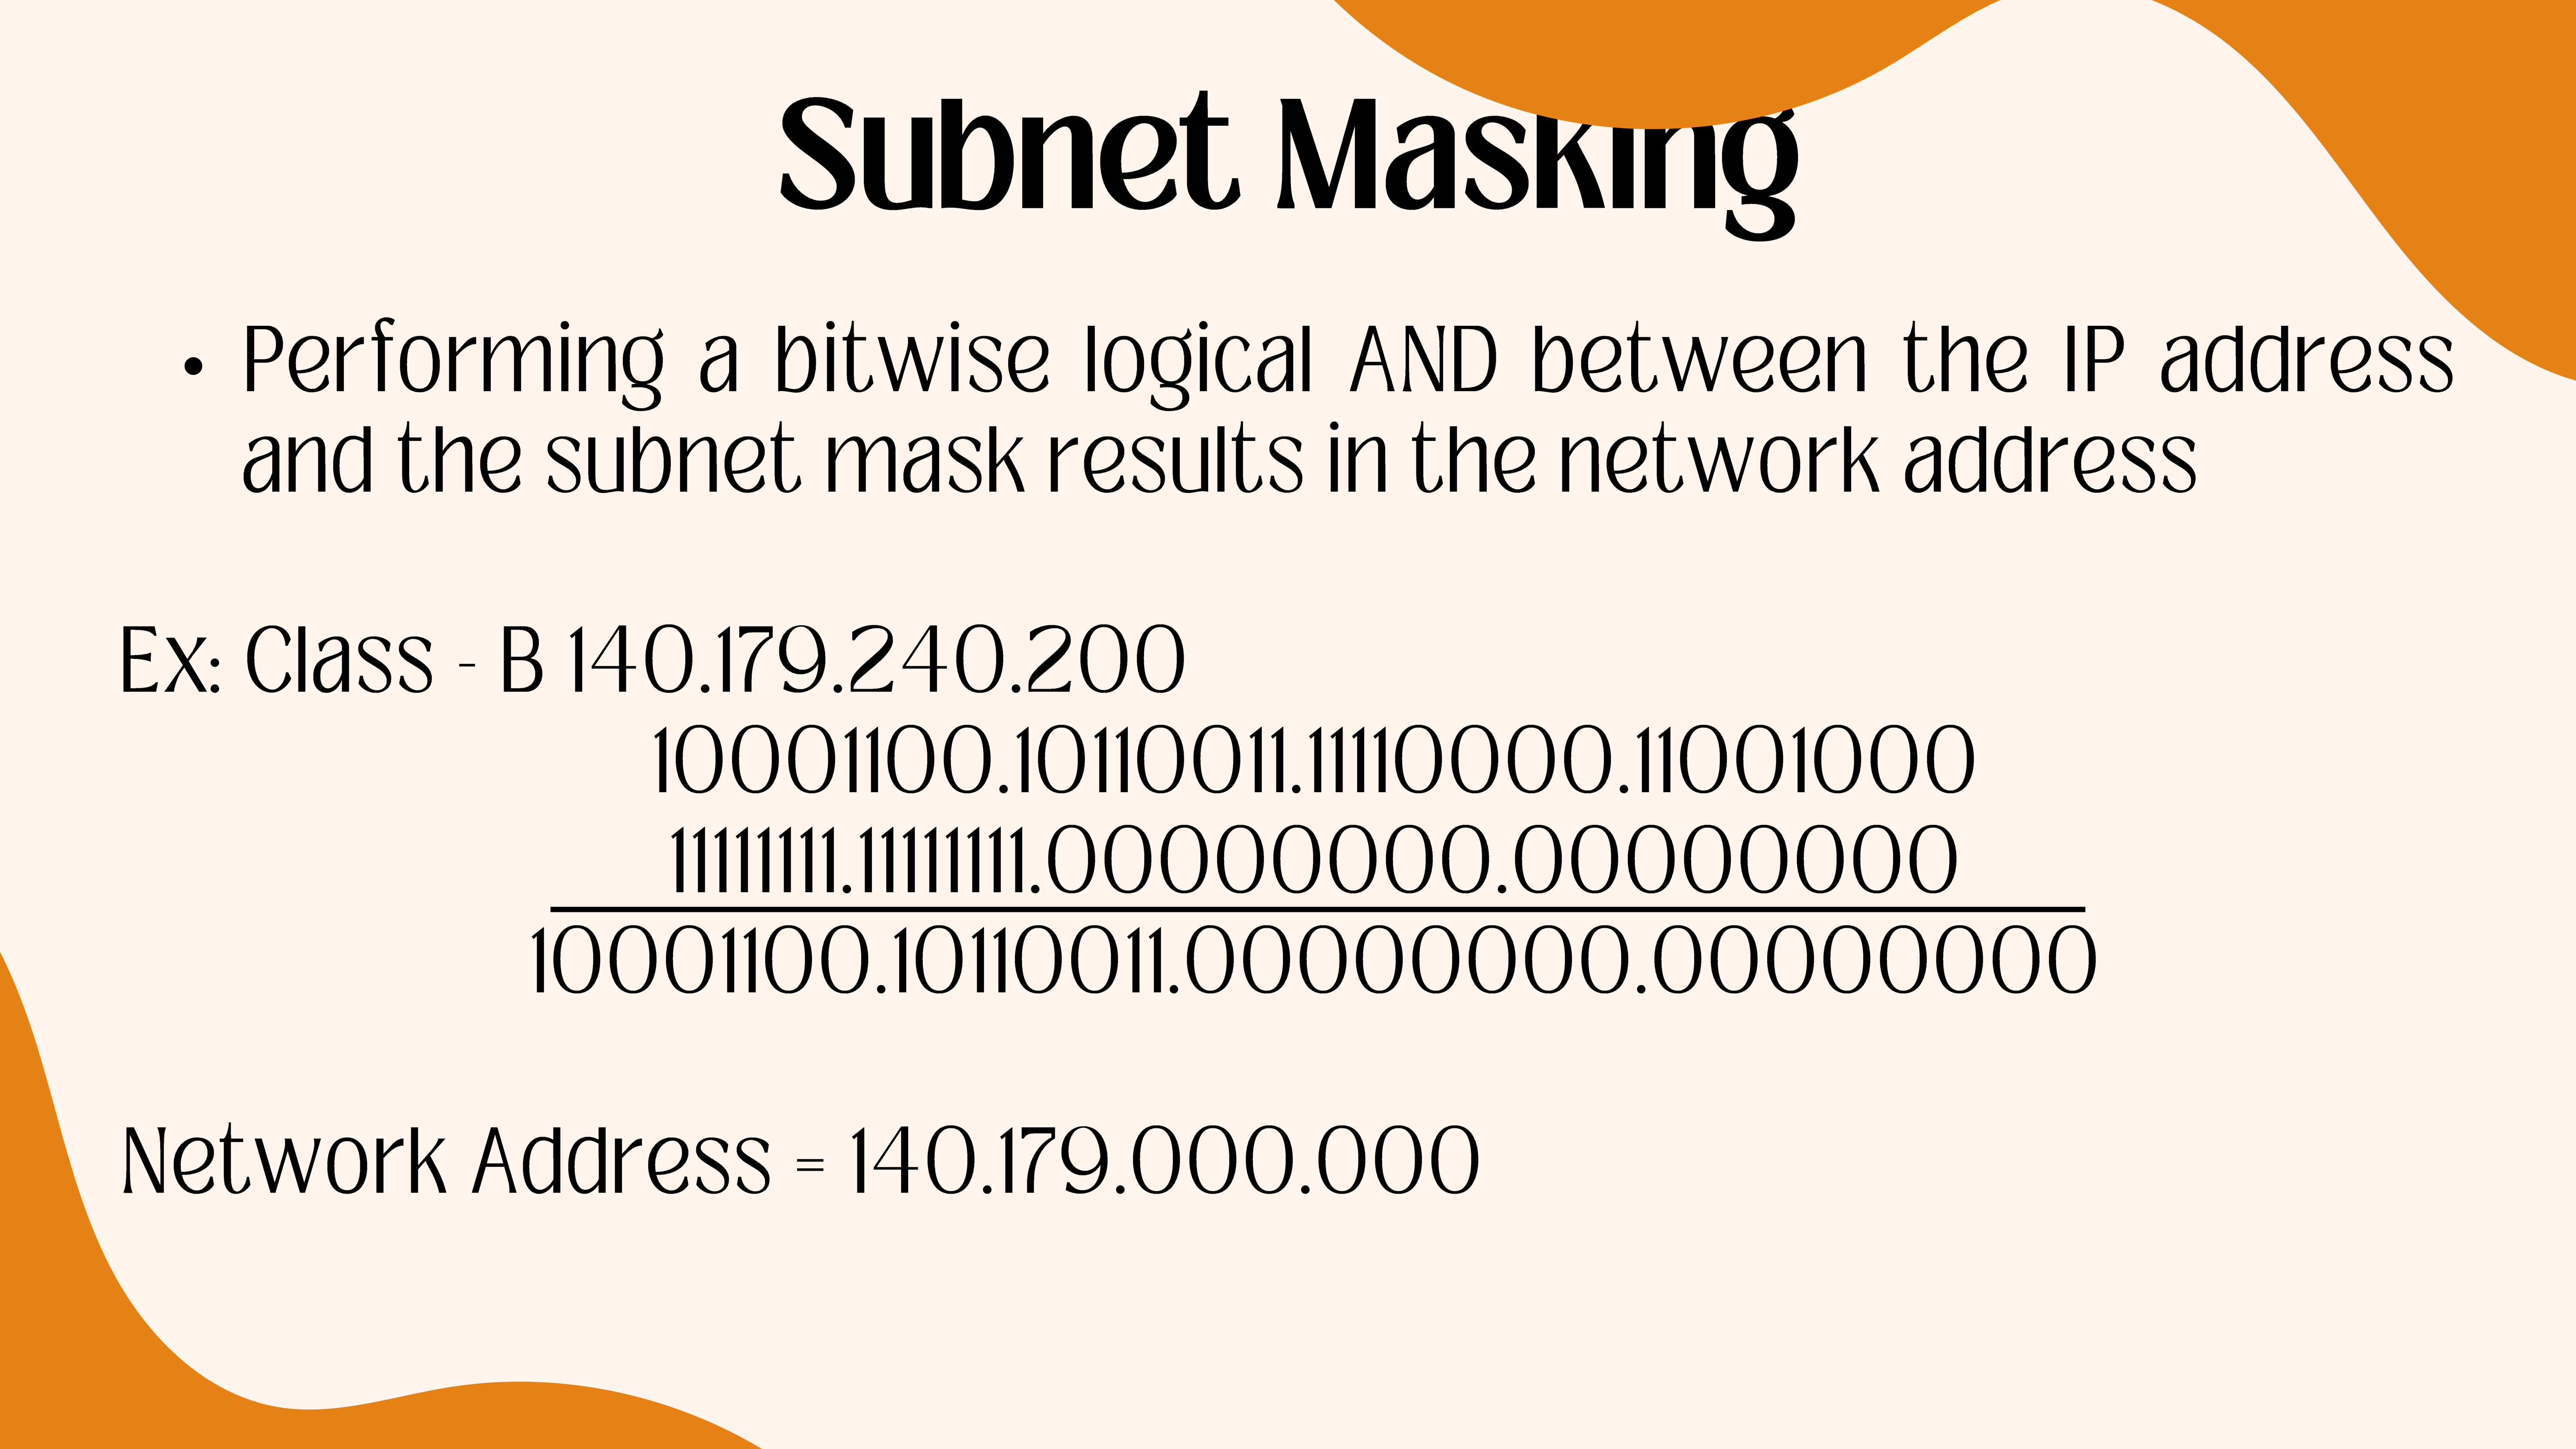 Subnet Masking
• Performing a bitwise logical AND between the IP address
and the subnet mask results in the network address
Ex: Class - B 140.179.240.200
10001100.10110011.11110000.11001000
11111111.11111111.00000000.00000000
10001100.10110011.00000000.00000000
Network Address = 140.179.000.000